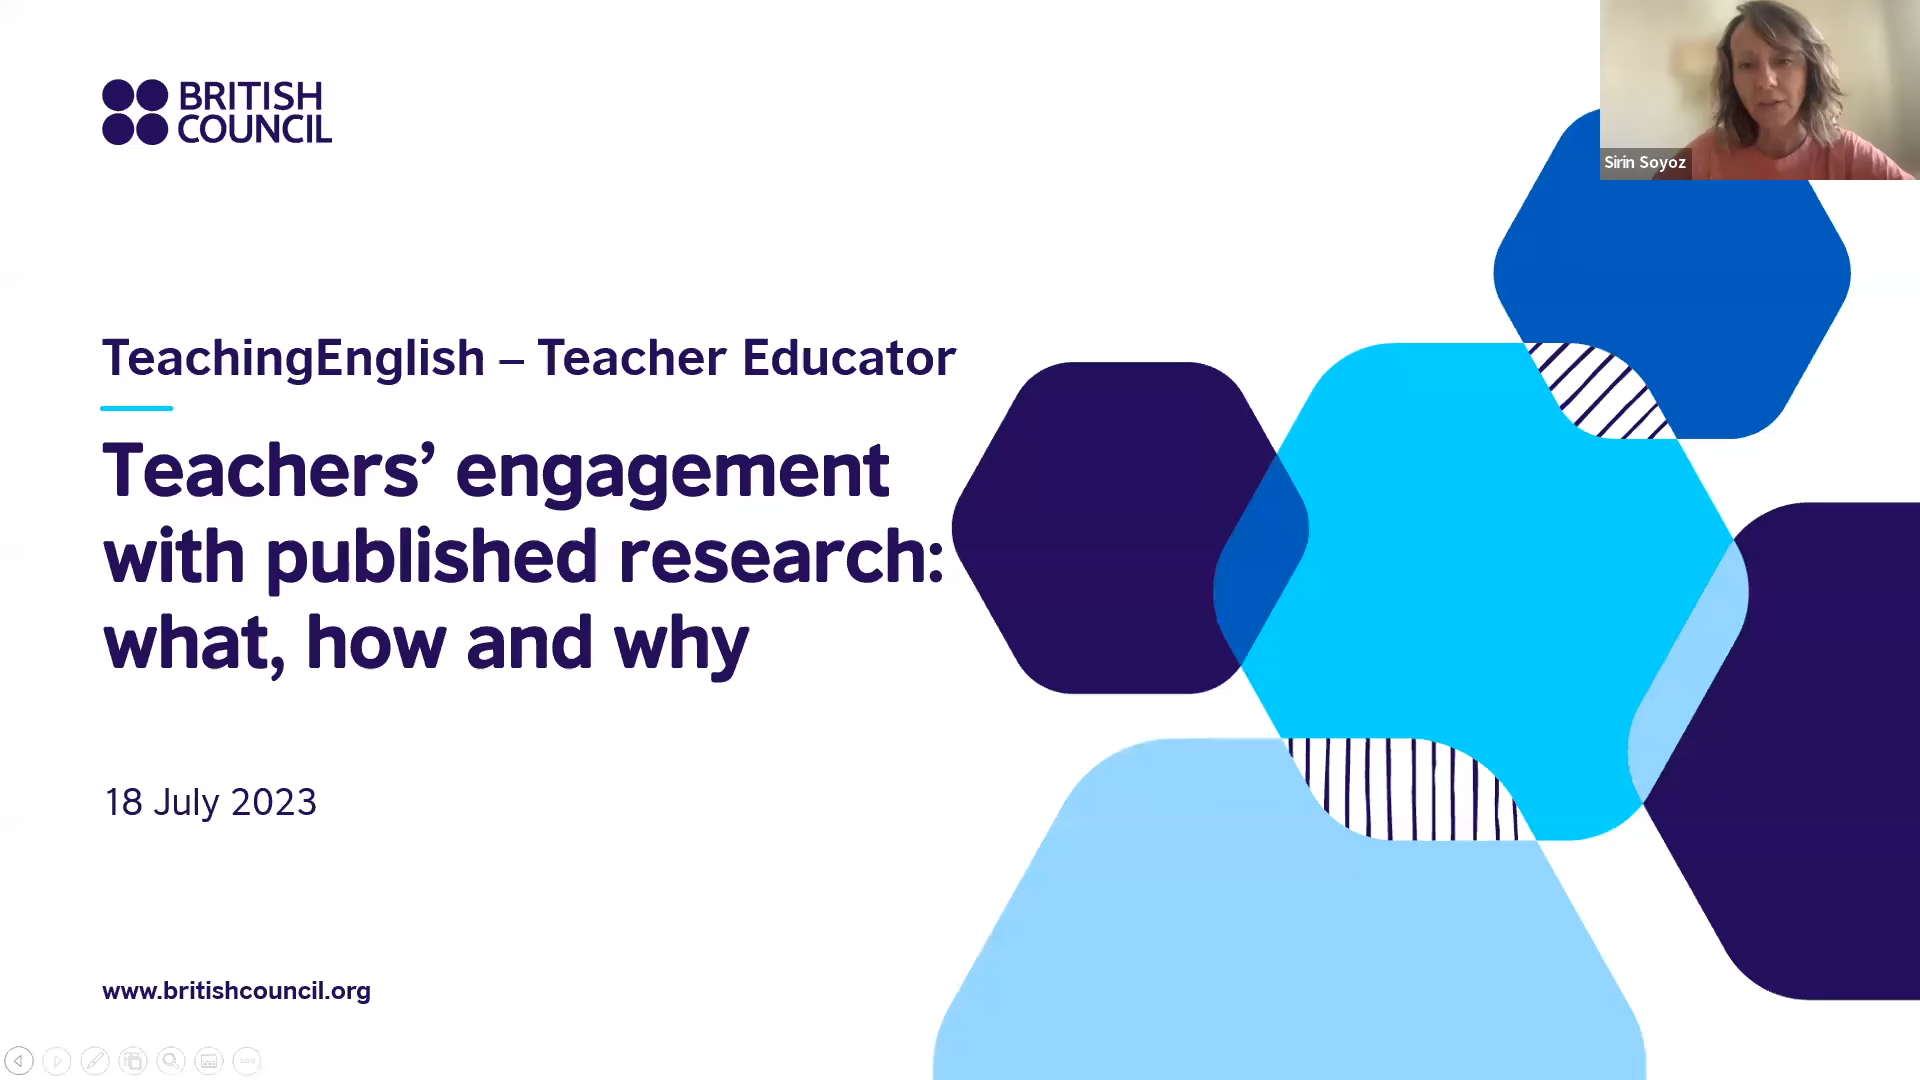 BRITISH
COUNCIL
Sirin Soyoz
TeachingEnglish – Teacher Educator
Teachers’ engagement
with published research:
what, how and why
18 July 2023
www.britishcouncil.org